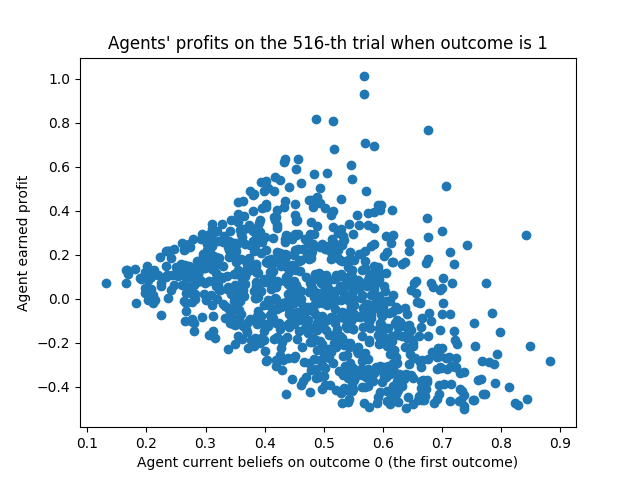 Agents' profits on the 516-th trial when outcome is 1
Agent earned profit
1.0
0.8
0.6
0.4
0.2
0.0
−0.2
−0.4
0.1 0.2 0.3 0.4 0.5 0.6 0.7 0.8 0.9
Agent current beliefs on outcome 0 (the first outcome)